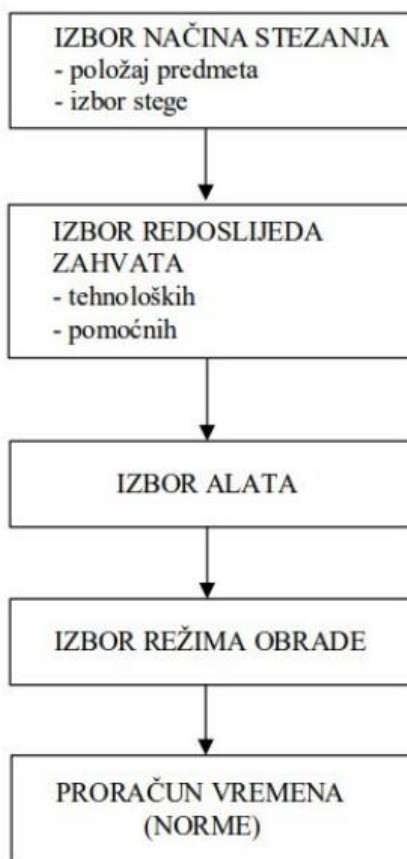 IZBOR NAČINA STEZANJA
- položaj predmeta
- izbor stege
IZBOR REDOSLIJEDA
ZAHVATA
- tehnoloških
- pomoćnih
IZBOR ALATA
IZBOR REŽIMA OBRADE
PRORAČUN VREMENA
(NORME)